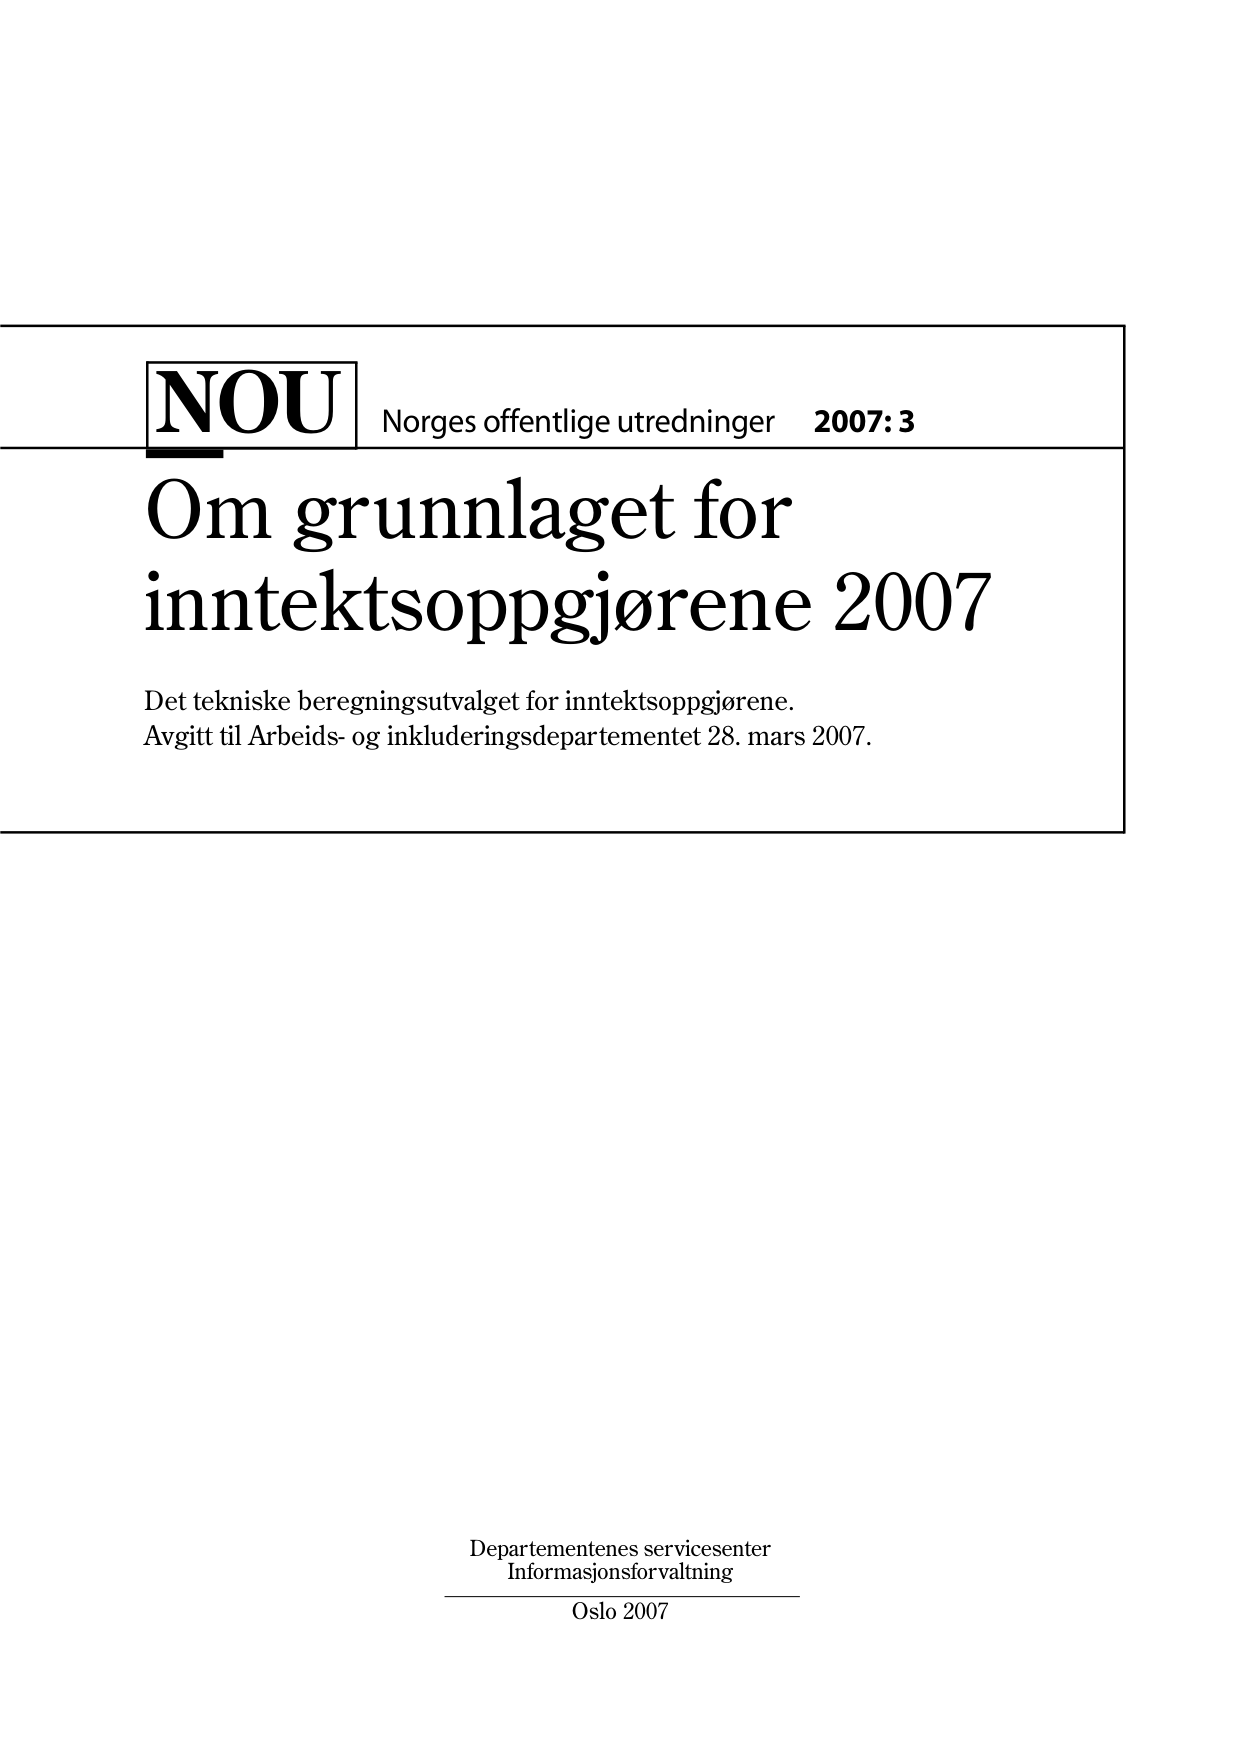 NOU
Norges offentlige utredninger 2007: 3
Om grunnlaget for
inntektsoppgjørene 2007
Det tekniske beregningsutvalget for inntektsoppgjørene.
Avgitt til Arbeids- og inkluderingsdepartementet 28. mars 2007.
Departementenes servicesenter
Informasjonsforvaltning
Oslo 2007